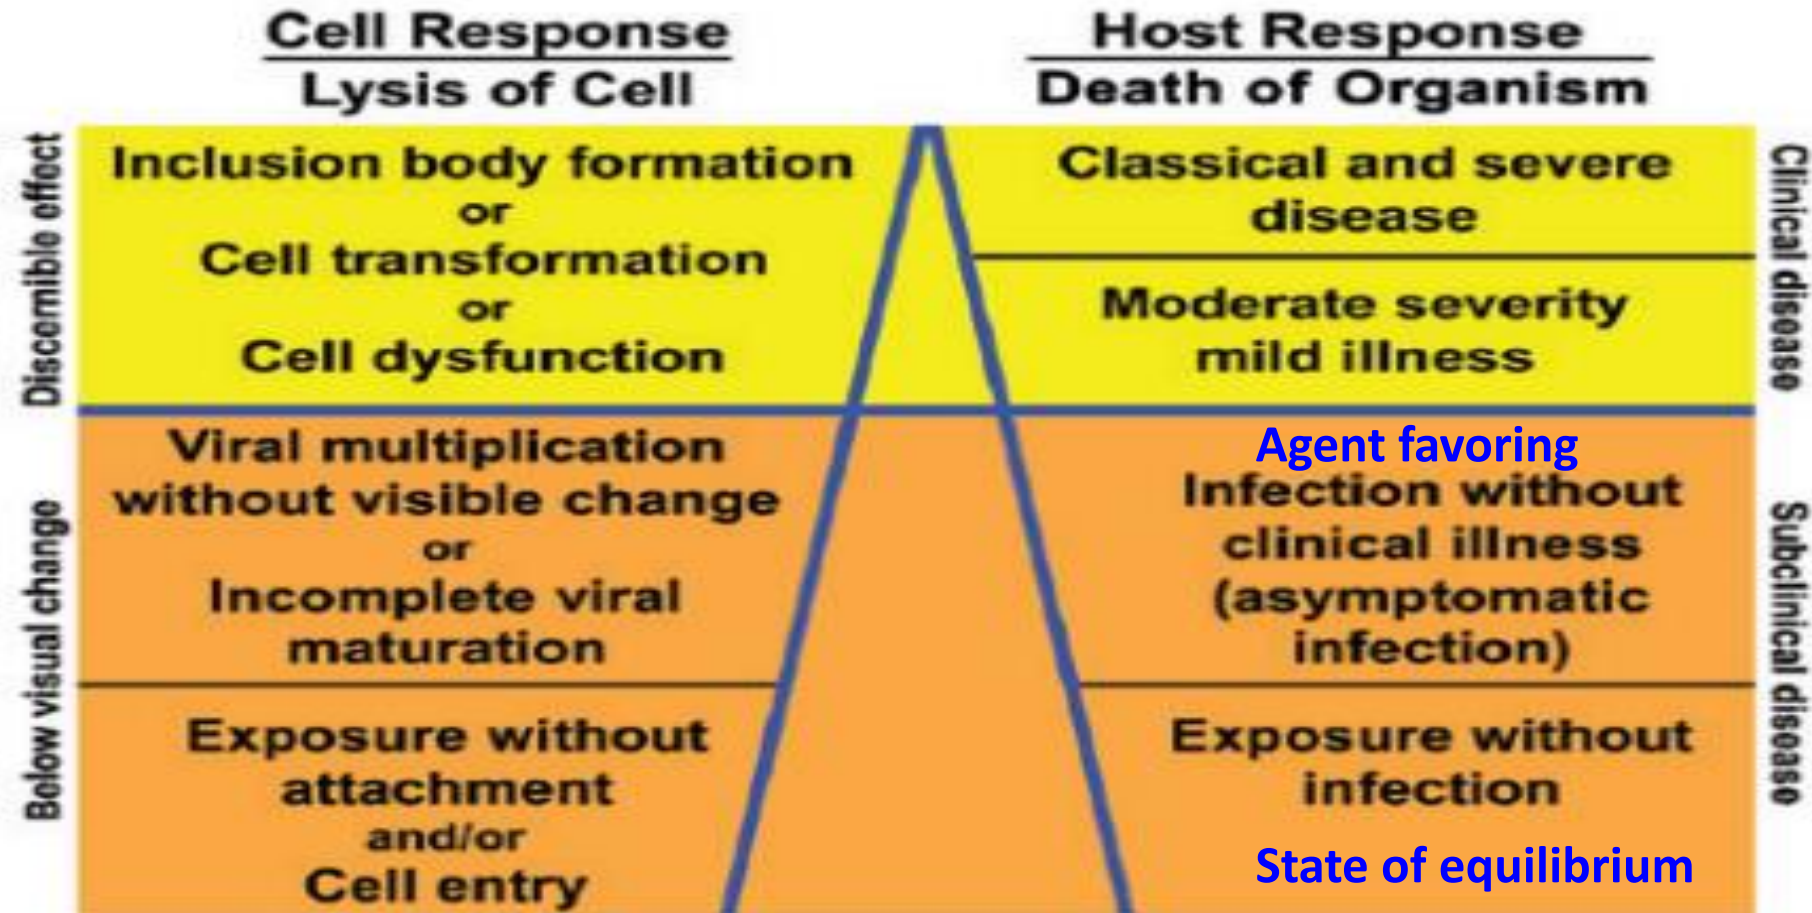 Cell Response
Lysis of Cell
Host Response
Death of Organism
Discernible effect
Inclusion body formation
or
Cell transformation
or
Cell dysfunction
Classical and severe
disease
Moderate severity
mild illness
Clinical disease
Below visual change
Viral multiplication
without visible change
or
Incomplete viral
maturation
Exposure without
attachment
and/or
Cell entry
Agent favoring
Infection without
clinical illness
(asymptomatic
infection)
Exposure without
infection
State of equilibrium
Subclinical disease